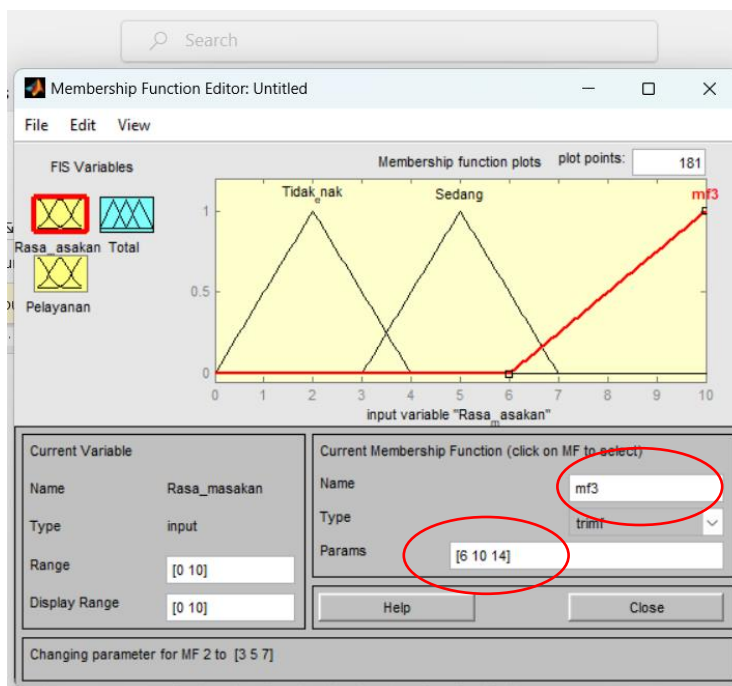 Search
Membership Function Editor: Untitled
File Edit View
FIS Variables
Membership function plots plot points: 181
Tidak_enak Sedang mf3
1
0.5
0
0 1 2 3 4 5 6 7 8 9 10
input variable "Rasa_masakan"
Rasa_asakan Total
Pelayanan
Current Variable
Name Rasa_masakan
Type input
Range [0 10]
Display Range [0 10]
Current Membership Function (click on MF to select)
Name mf3
Type trimf
Params [6 10 14]
Help Close
Changing parameter for MF 2 to [3 5 7]